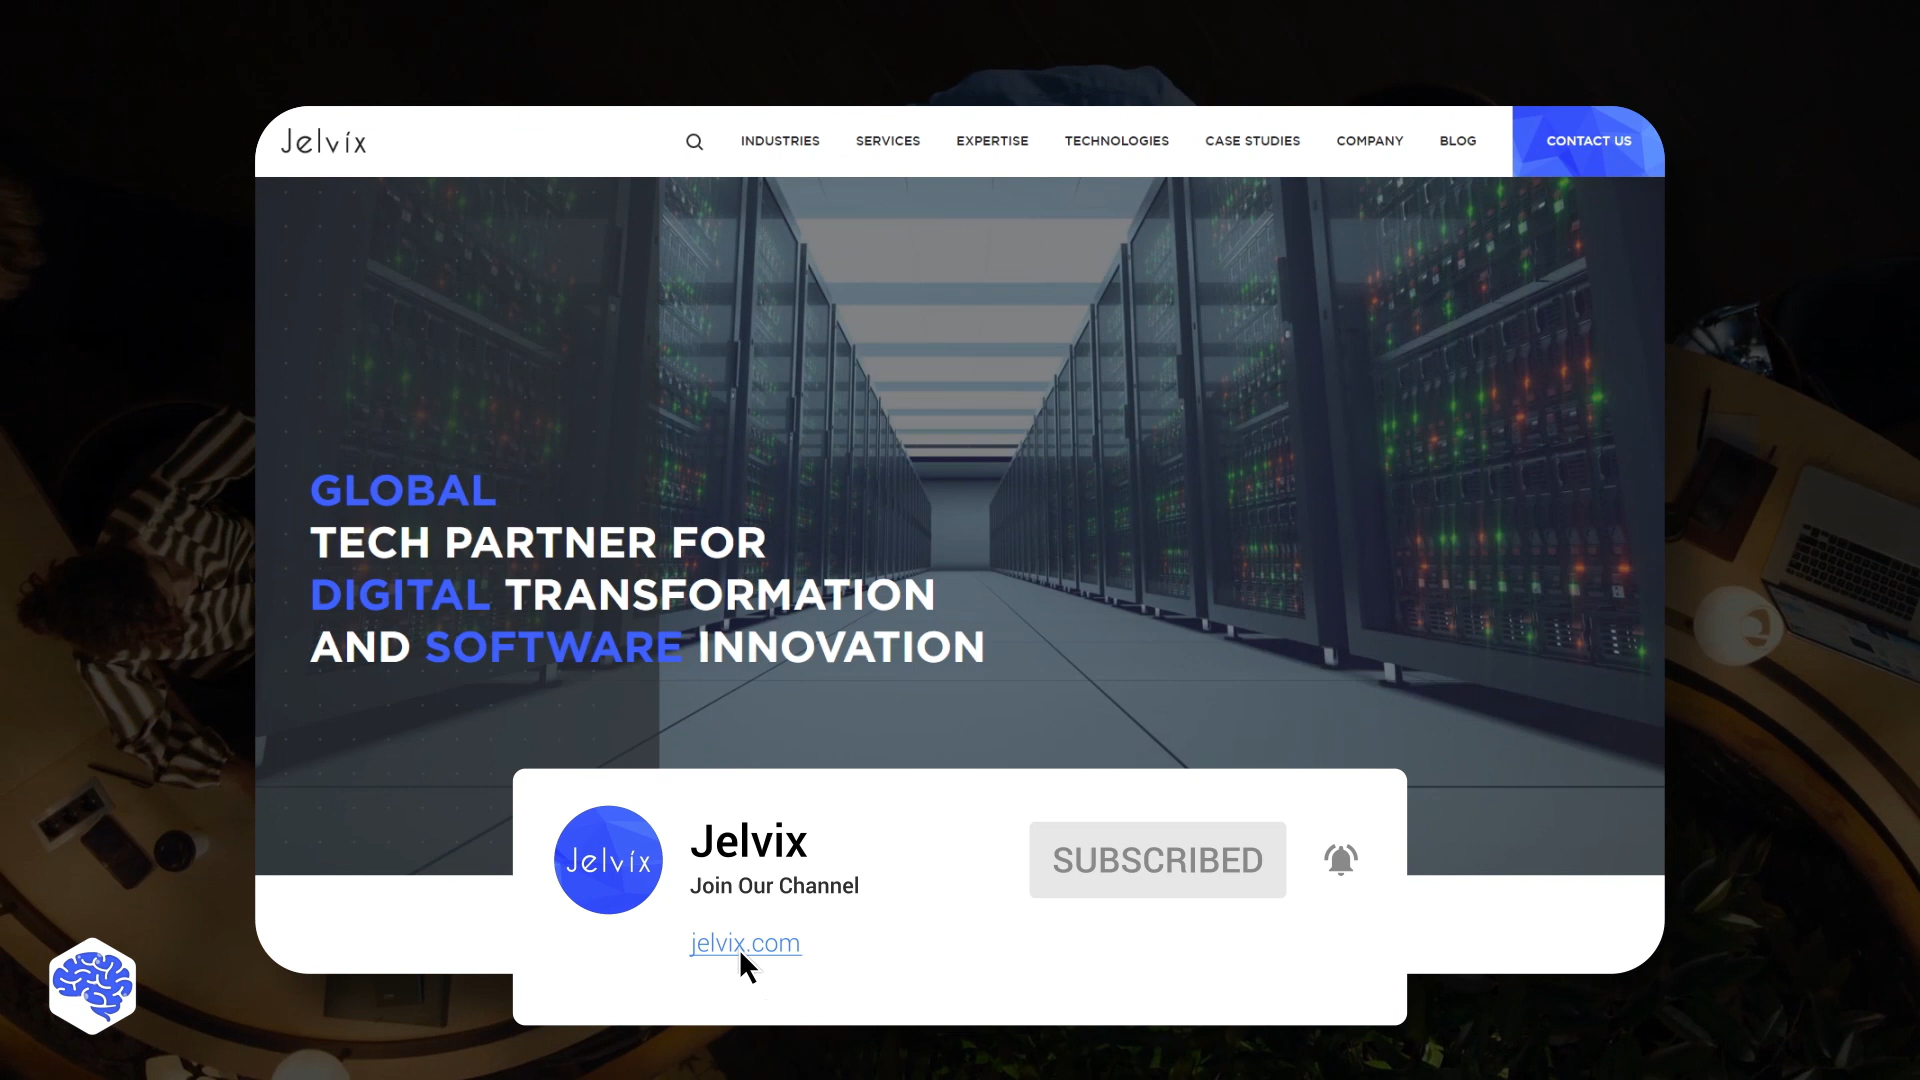 Jelvix
INDUSTRIES SERVICES EXPERTISE TECHNOLOGIES CASE STUDIES COMPANY BLOG CONTACT US
GLOBAL
TECH PARTNER FOR
DIGITAL TRANSFORMATION
AND SOFTWARE INNOVATION
Jelvix
Jelvix
Join Our Channel
SUBSCRIBED
jelvix.com